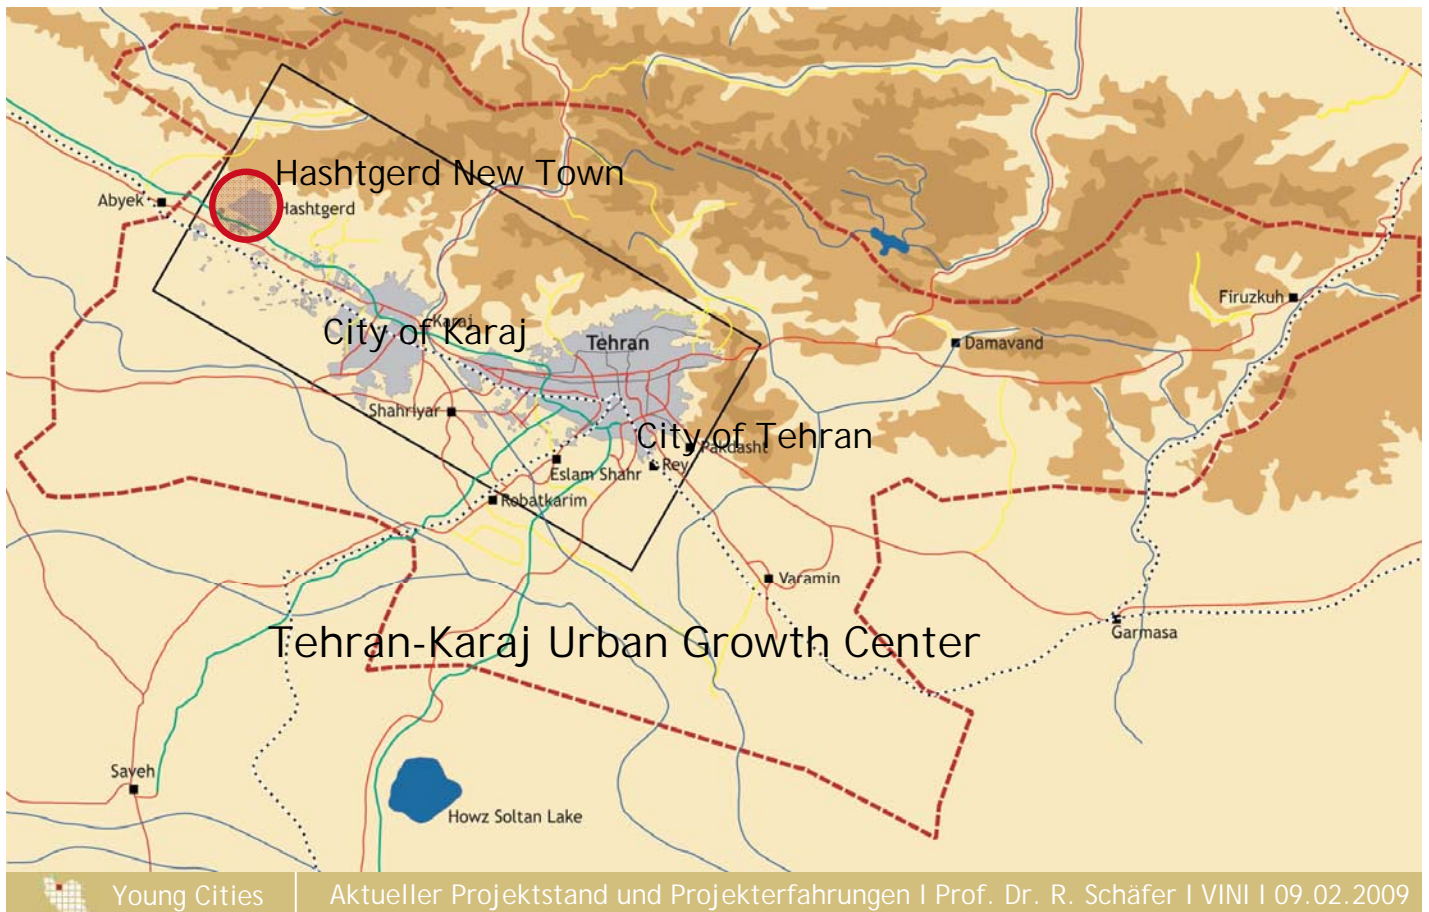 Hashtgerd New Town
Abyek
Hashtgerd
Firuzkuh
Karaj
City of Karaj
Tehran
Damavand
Shahriyar
City of Tehran
Pakdasht
Rey
Eslam Shahr
Robatkarim
Varamin
Garmasa
Tehran-Karaj Urban Growth Center
Saveh
Howz Soltan Lake
Young Cities
Aktueller Projektstand und Projekterfahrungen I Prof. Dr. R. Schäfer I VINI I 09.02.2009